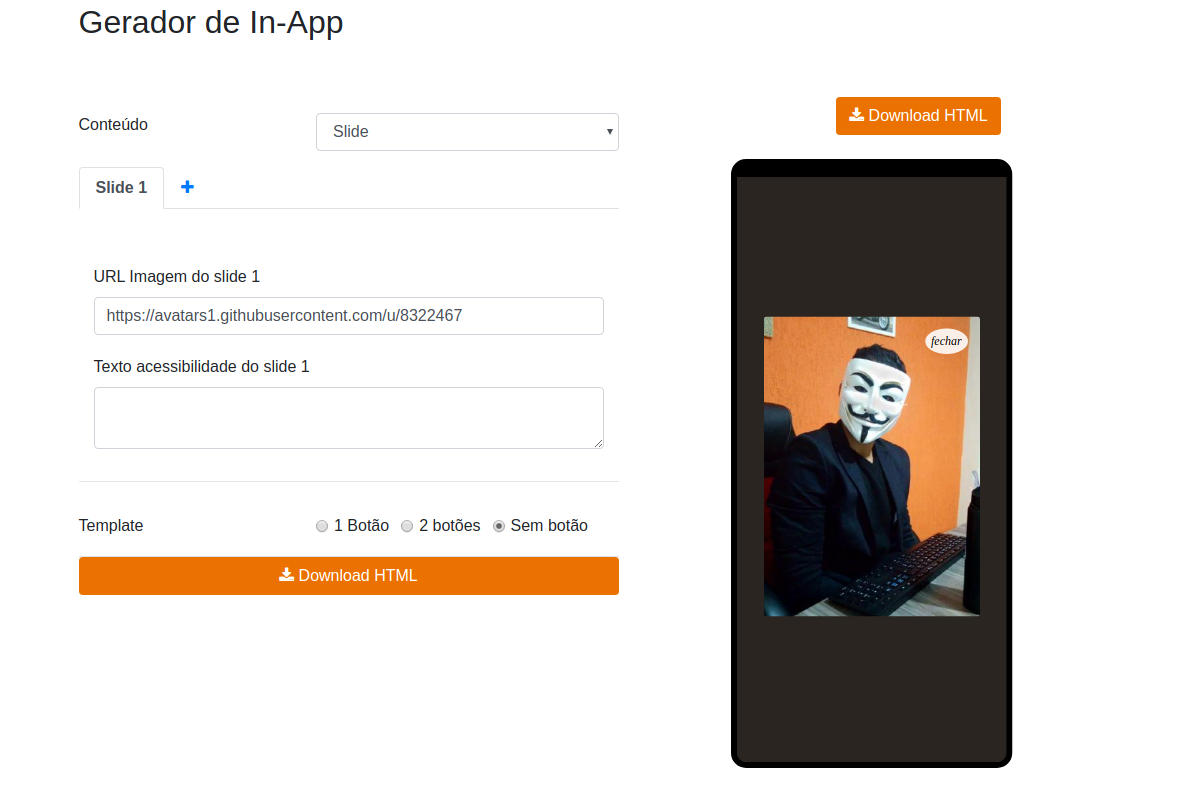 Gerador de In-App
Conteúdo
Slide
Download HTML
Slide 1
URL Imagem do slide 1
https://avatars1.githubusercontent.com/u/8322467
Texto acessibilidade do slide 1
fechar
Template
1 Botão 2 botões Sem botão
Download HTML